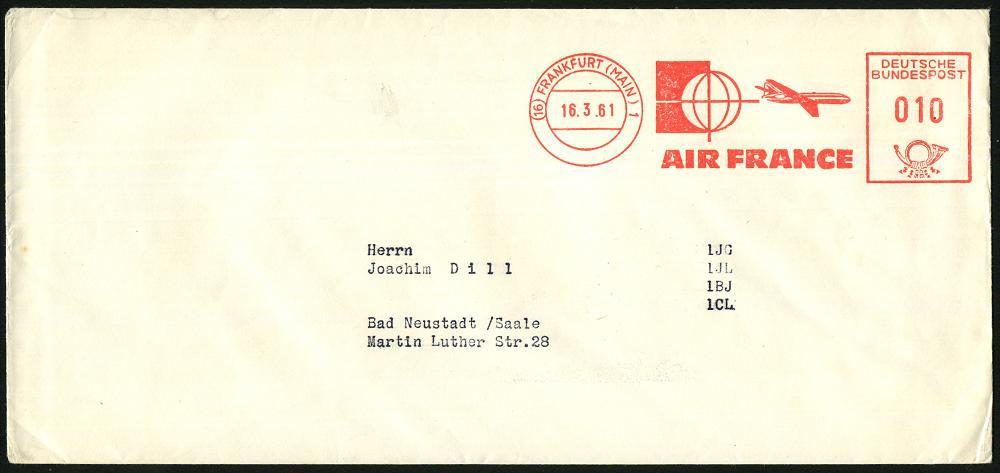 (16) FRANKFURT (MAIN) 1
16.3.61
AIR FRANCE
DEUTSCHE
BUNDESPOST
010
Herrn
Joachim D i l l
Bad Neustadt /Saale
Martin Luther Str.28
1JG
1JL
1BJ
1CL